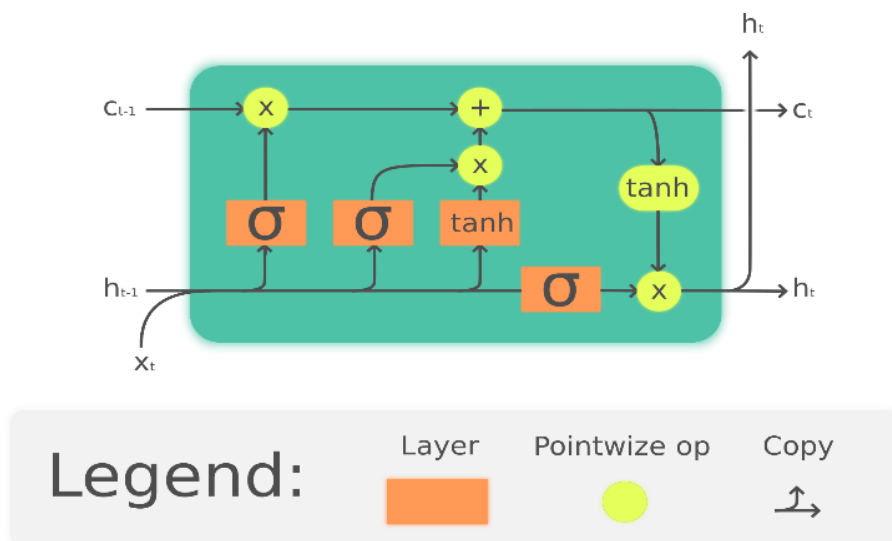 hₜ
cₜ₋₁ x + cₜ
x tanh
σ σ tanh
hₜ₋₁ σ x hₜ
xₜ
Legend: Layer Pointwize op Copy